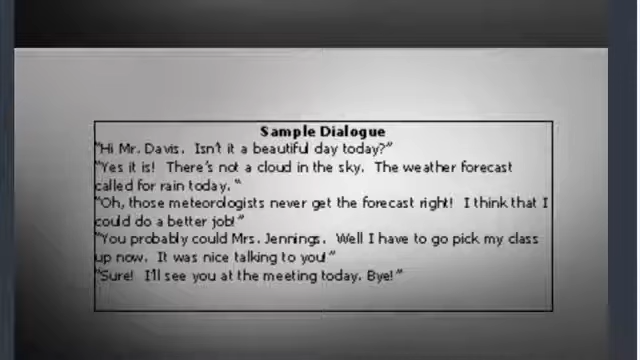 Sample Dialogue
"Hi Mr. Davis.  Isn't it a beautiful day today?"
"Yes it is!  There's not a cloud in the sky.  The weather forecast
called for rain today. "
"Oh, those meteorologists never get the forecast right!  I think that I
could do a better job!"
"You probably could Mrs. Jennings.  Well I have to go pick my class
up now.  It was nice talking to you!"
"Sure!  I'll see you at the meeting today. Bye!"